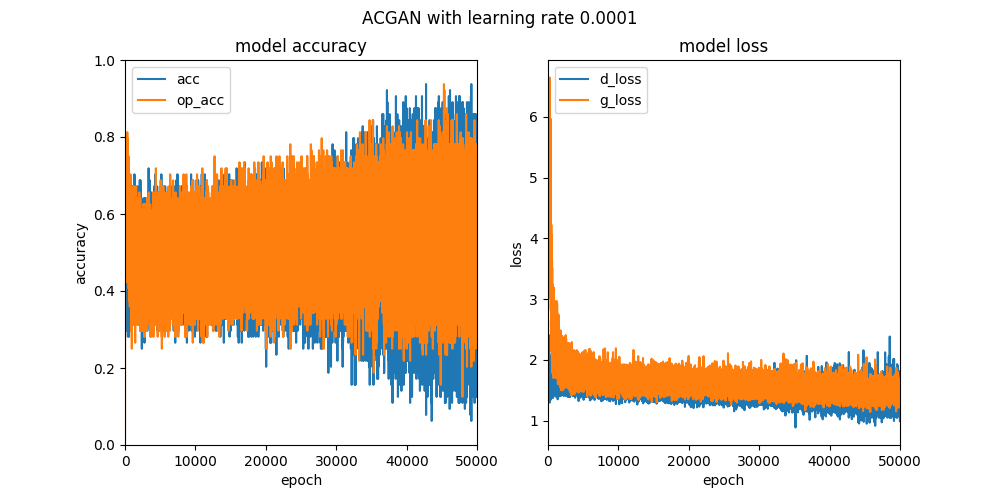 ACGAN with learning rate 0.0001
model accuracy
acc
op_acc
1.0
0.8
0.6
0.4
0.2
0.0
accuracy
0 10000 20000 30000 40000 50000
epoch
model loss
d_loss
g_loss
6
5
4
3
2
1
loss
0 10000 20000 30000 40000 50000
epoch